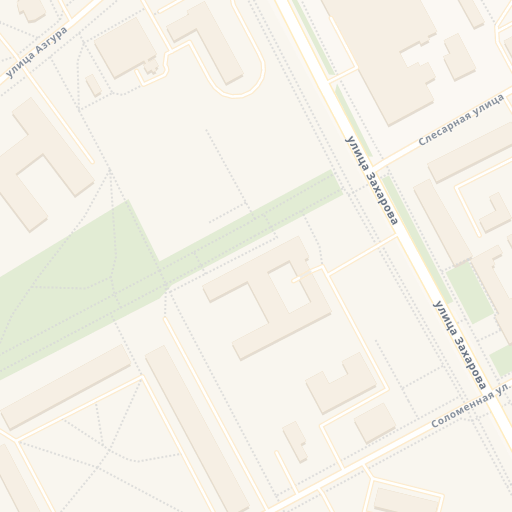 улица Азгура
Слесарная улица
улица Захарова
улица Захарова
Соломенная ул.